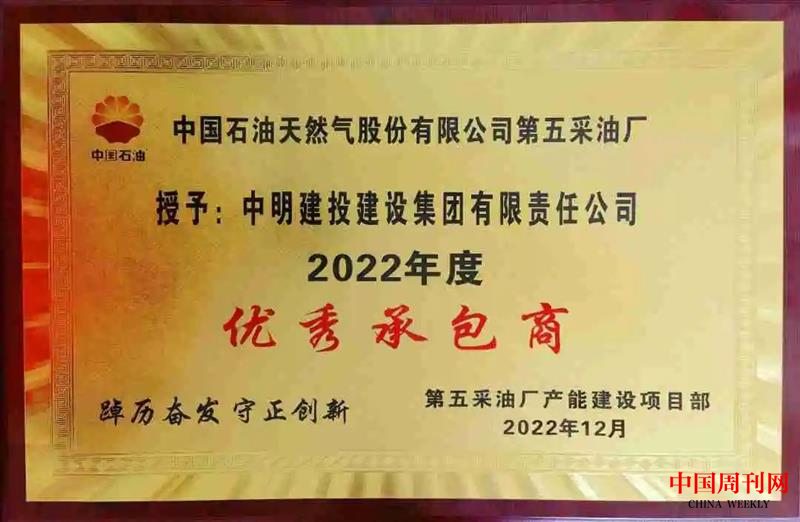 中国石油天然气股份有限公司第五采油厂
中国石油
授予：中明建投建设集团有限责任公司
2022年度
优秀承包商
踔厉奋发 守正创新
第五采油厂产能建设项目部
2022年12月
中国周刊网
CHINA WEEKLY